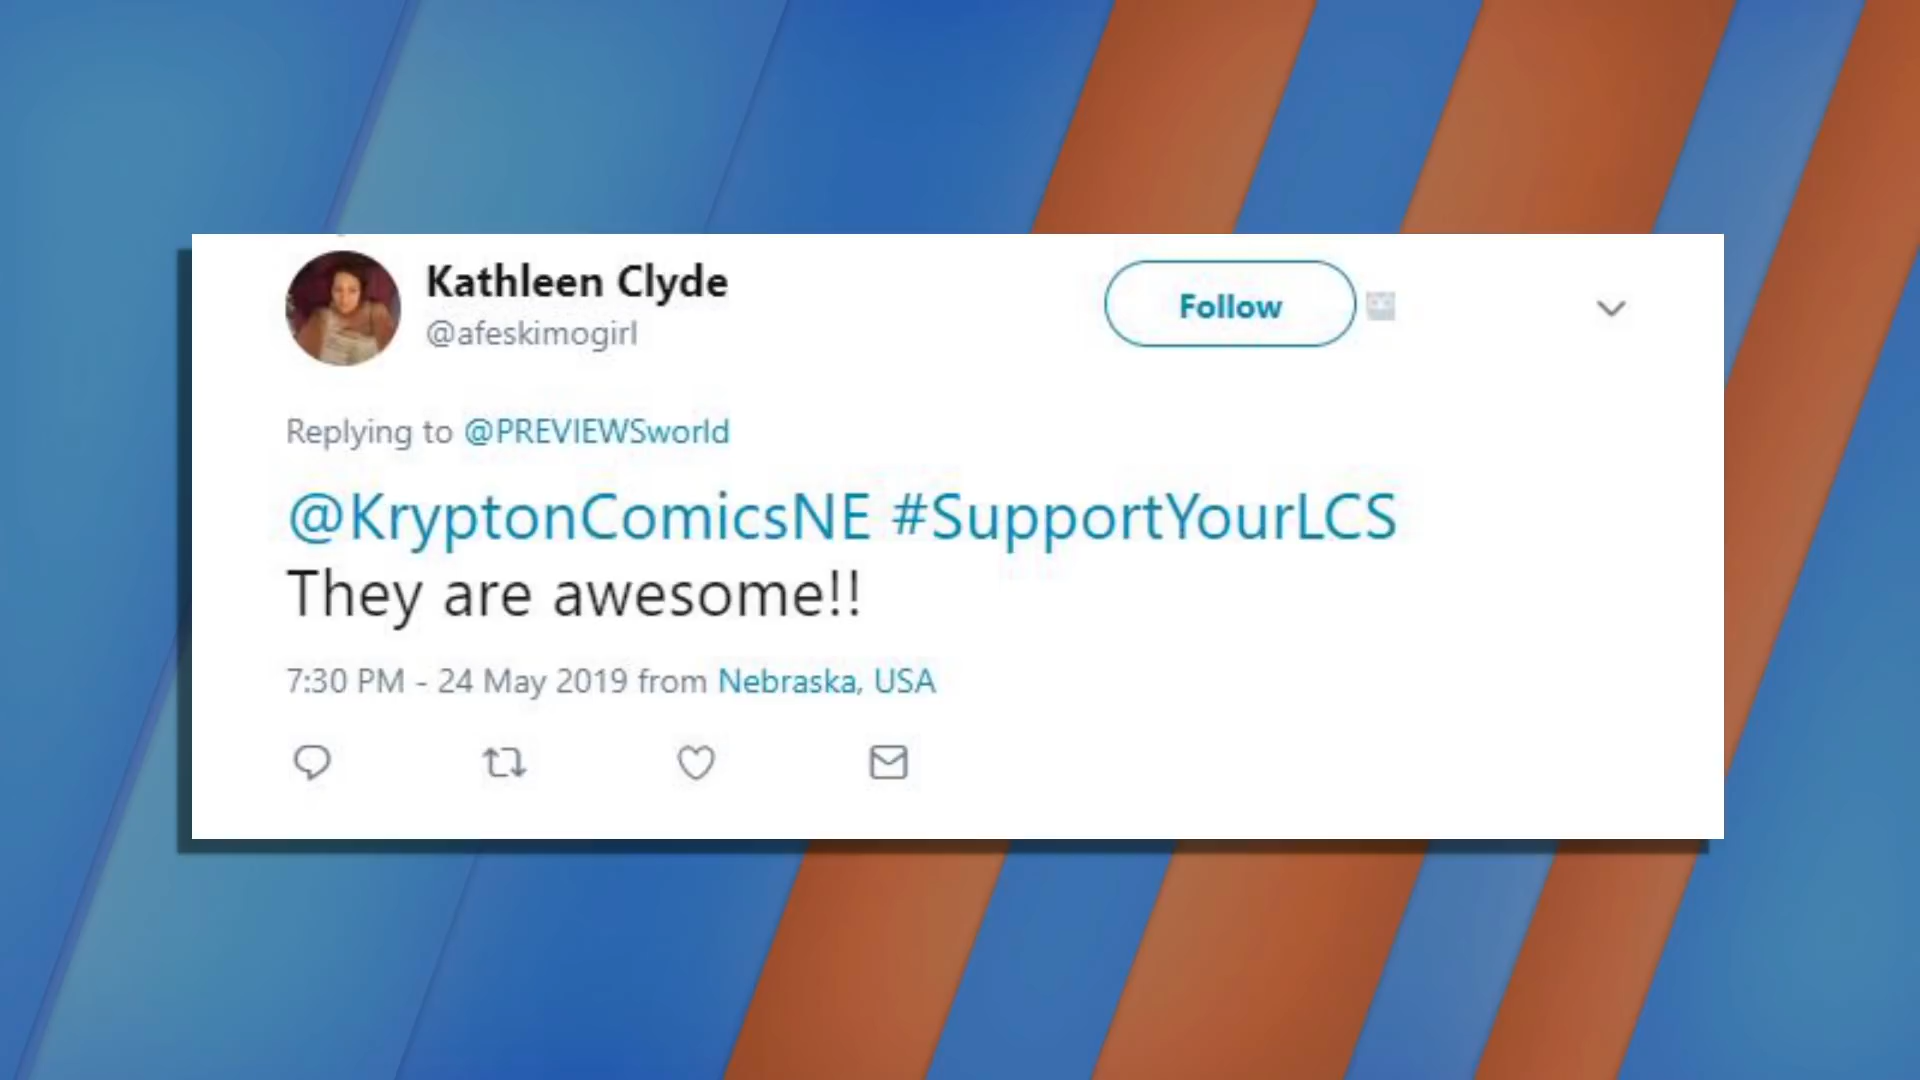 Kathleen Clyde
@afeskimogirl
Follow
Replying to @PREVIEWSworld
@KryptonComicsNE #SupportYourLCS
They are awesome!!
7:30 PM - 24 May 2019 from Nebraska, USA